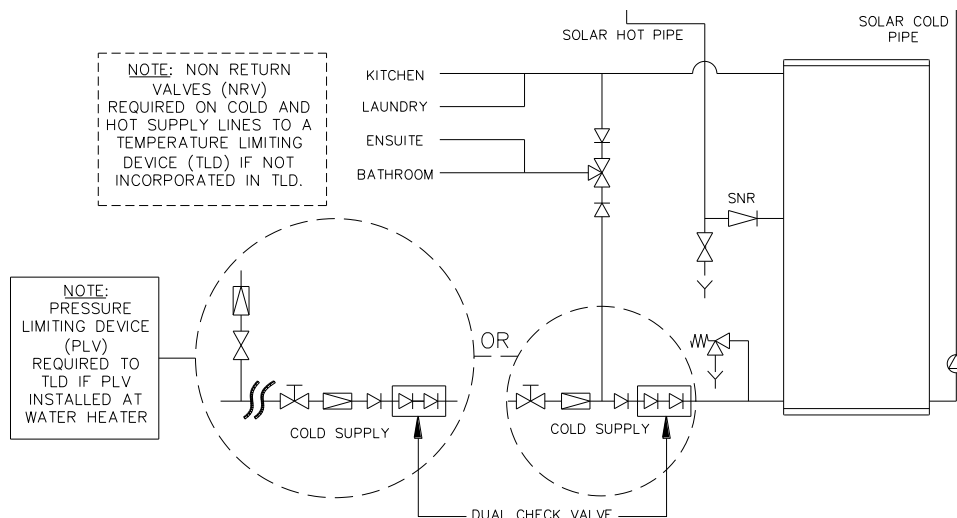 SOLAR HOT PIPE
SOLAR COLD
PIPE
NOTE: NON RETURN
VALVES (NRV)
REQUIRED ON COLD AND
HOT SUPPLY LINES TO A
TEMPERATURE LIMITING
DEVICE (TLD) IF NOT
INCORPORATED IN TLD.
KITCHEN
LAUNDRY
ENSUITE
BATHROOM
SNR
NOTE:
PRESSURE
LIMITING DEVICE
(PLV)
REQUIRED TO
TLD IF PLV
INSTALLED AT
WATER HEATER
OR
COLD SUPPLY
COLD SUPPLY
DUAL CHECK VALVE